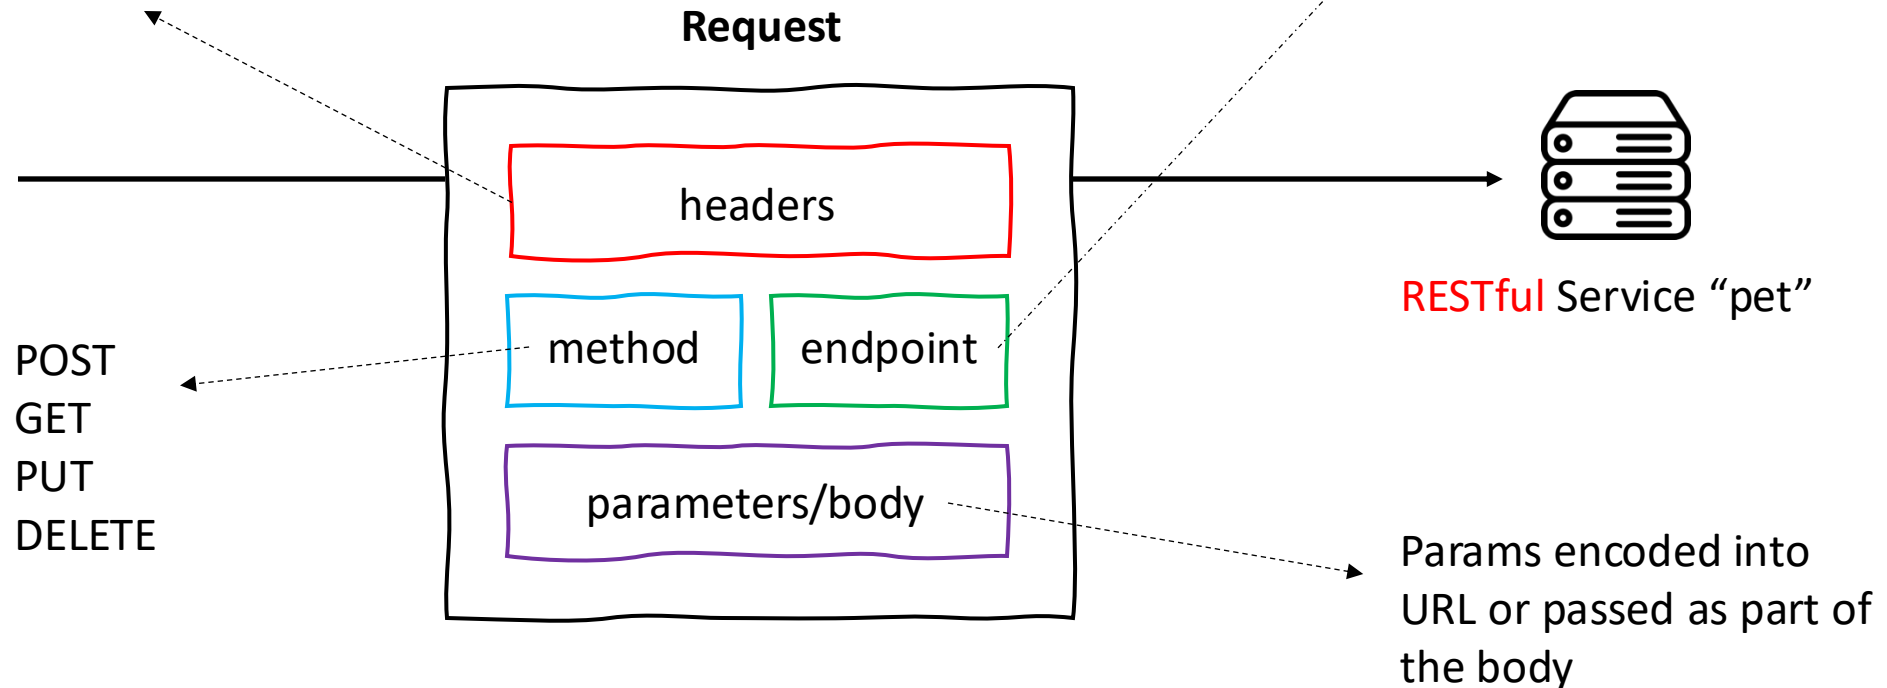 Request
headers
RESTful Service “pet”
method
endpoint
POST
GET
PUT
DELETE
parameters/body
Params encoded into
URL or passed as part of
the body